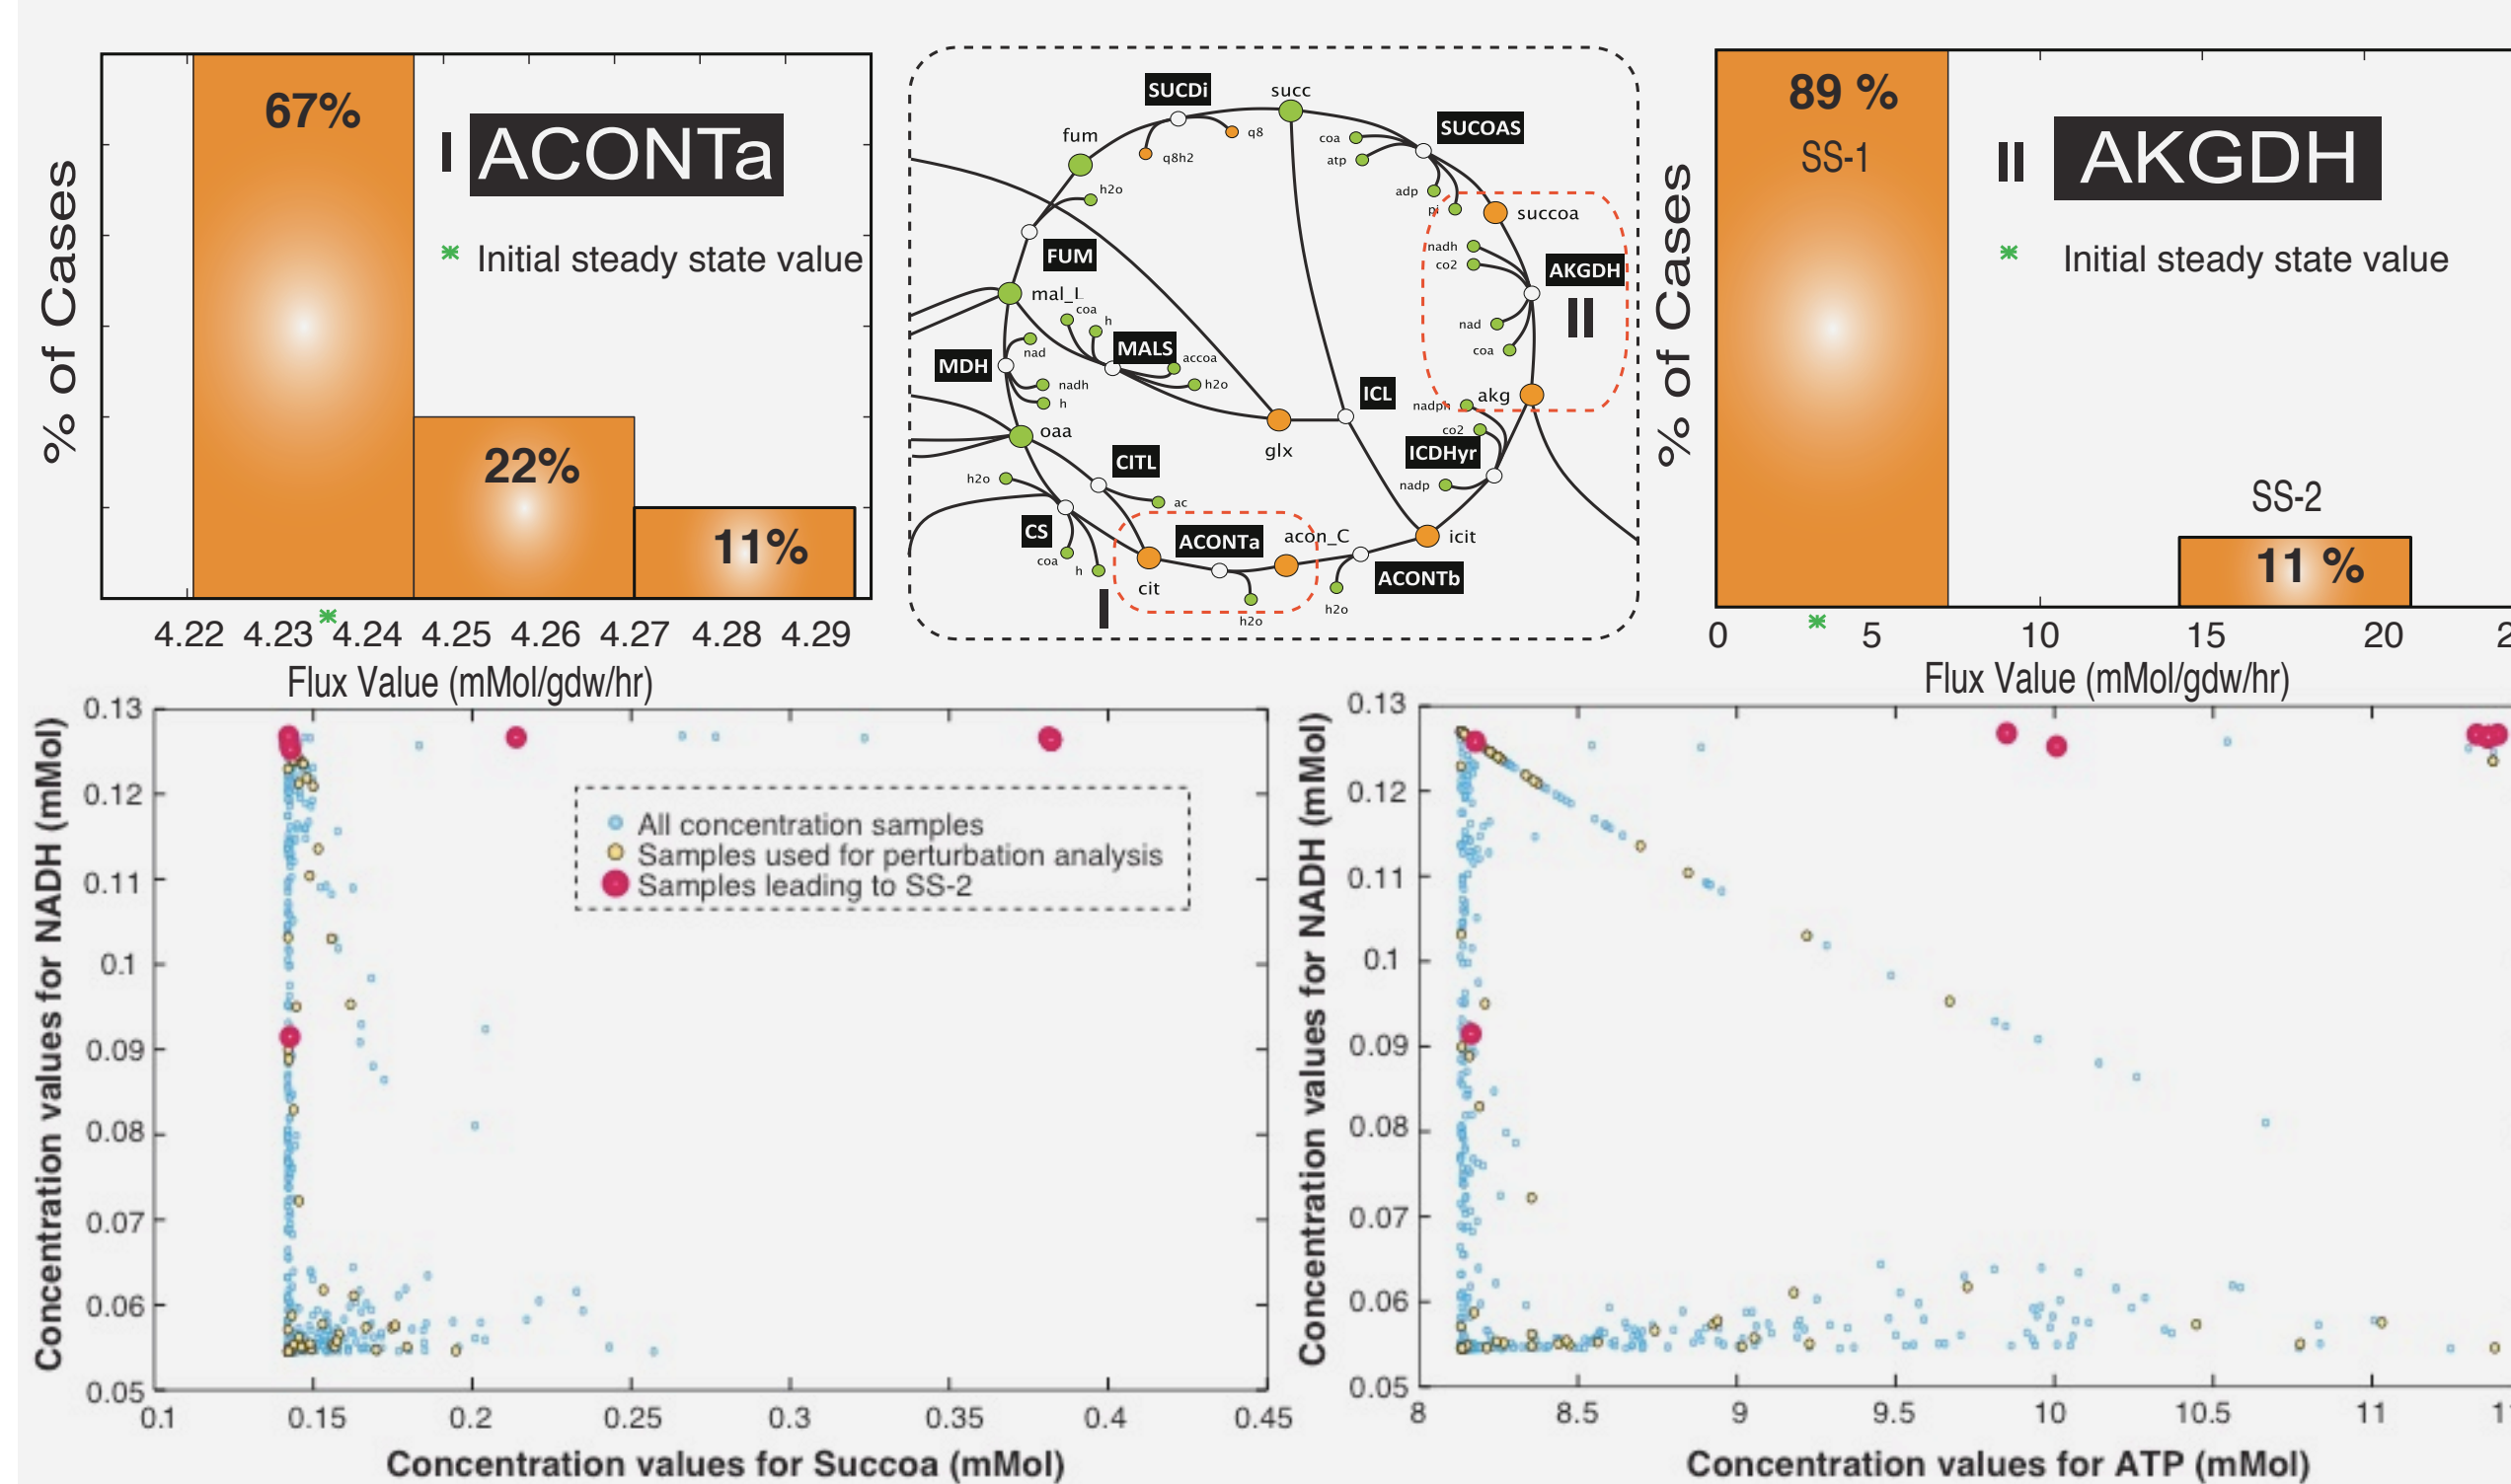 % of Cases
67%
22%
11%
I ACONTa
Initial steady state value
4.22 4.23 4.24 4.25 4.26 4.27 4.28 4.29
Flux Value (mMol/gdw/hr)
SUCDi
succ
SUCOAS
fum
q8
q8h2
coa
atp
adp
pi
succoa
h2o
FUM
nadh
co2
AKGDH
II
mal_L
coa
h
nad
MALS
accoa
MDH
nad
coa
nadh
h
h2o
ICL
akg
nadph
oaa
glx
co2
ICDHyr
CITL
h2o
nadp
ac
CS
ACONTa
acon_C
icit
coa
h
cit
ACONTb
I
h2o
h2o
% of Cases
89 %
SS-1
II AKGDH
Initial steady state value
SS-2
11 %
0 5 10 15 20
Flux Value (mMol/gdw/hr)
Concentration values for NADH (mMol)
0.13
0.12
0.11
0.1
0.09
0.08
0.07
0.06
0.05
All concentration samples
Samples used for perturbation analysis
Samples leading to SS-2
0.1 0.15 0.2 0.25 0.3 0.35 0.4 0.45
Concentration values for Succoa (mMol)
Concentration values for NADH (mMol)
0.13
0.12
0.11
0.1
0.09
0.08
0.07
0.06
0.05
8 8.5 9 9.5 10 10.5 11
Concentration values for ATP (mMol)